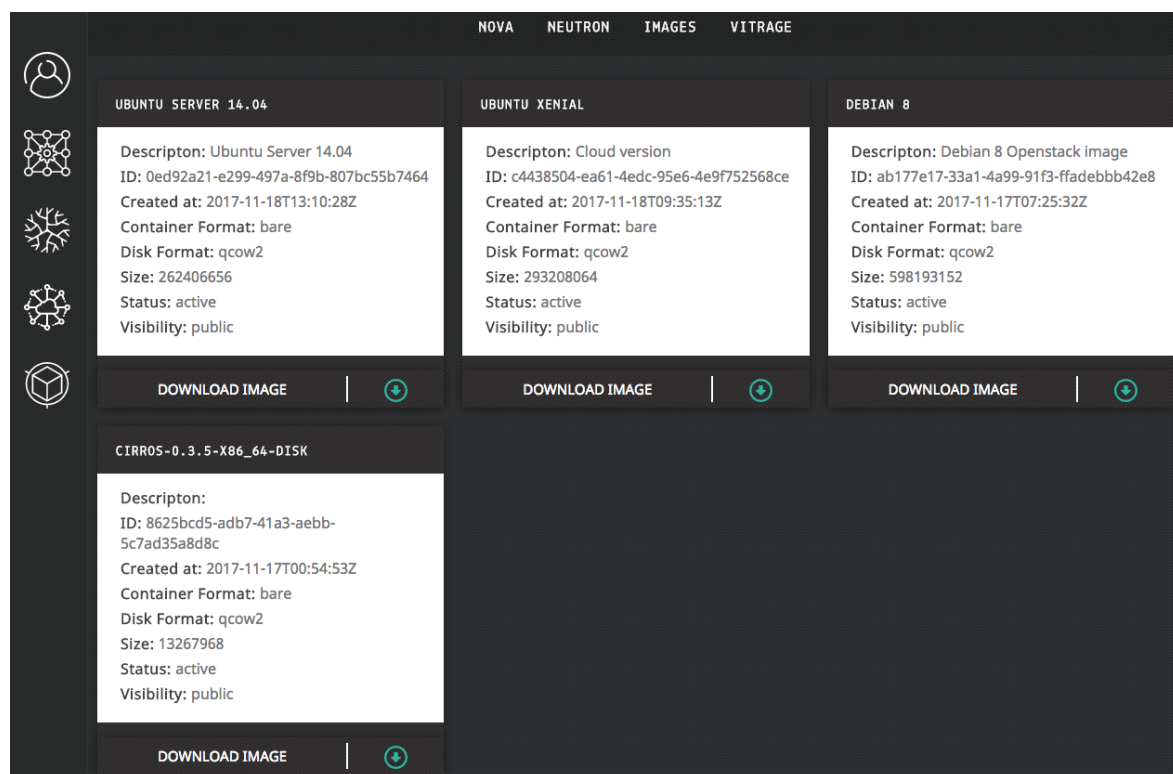 NOVA NEUTRON IMAGES VITRAGE
UBUNTU SERVER 14.04
Descripton: Ubuntu Server 14.04
ID: 0ed92a21-e299-497a-8f9b-807bc55b7464
Created at: 2017-11-18T13:10:28Z
Container Format: bare
Disk Format: qcow2
Size: 262406656
Status: active
Visibility: public
DOWNLOAD IMAGE
UBUNTU XENIAL
Descripton: Cloud version
ID: c4438504-ea61-4edc-95e6-4e9f752568ce
Created at: 2017-11-18T09:35:13Z
Container Format: bare
Disk Format: qcow2
Size: 293208064
Status: active
Visibility: public
DOWNLOAD IMAGE
DEBIAN 8
Descripton: Debian 8 Openstack image
ID: ab177e17-33a1-4a99-91f3-ffadebbb42e8
Created at: 2017-11-17T07:25:32Z
Container Format: bare
Disk Format: qcow2
Size: 598193152
Status: active
Visibility: public
DOWNLOAD IMAGE
CIRROS-0.3.5-X86_64-DISK
Descripton:
ID: 8625bcd5-adb7-41a3-aebb-
5c7ad35a8d8c
Created at: 2017-11-17T00:54:53Z
Container Format: bare
Disk Format: qcow2
Size: 13267968
Status: active
Visibility: public
DOWNLOAD IMAGE